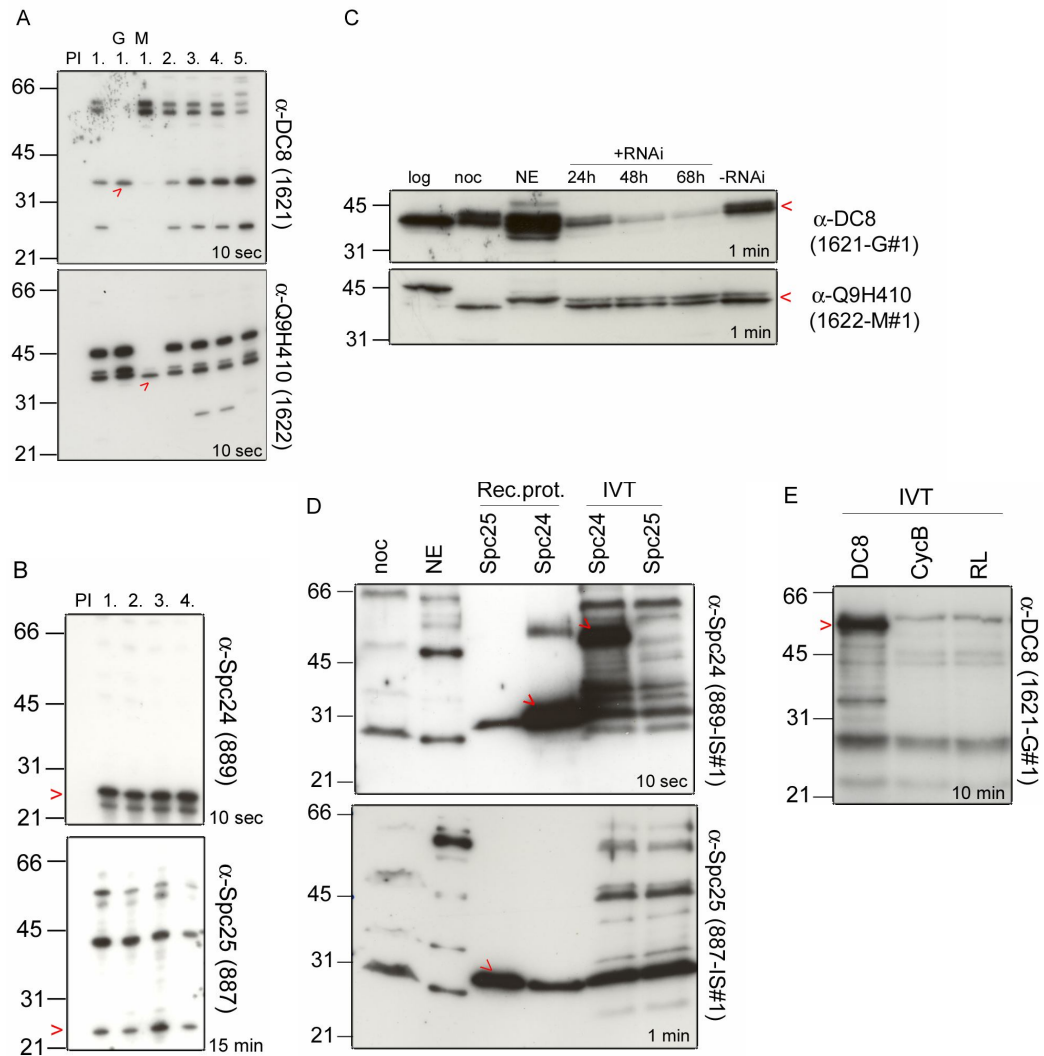 A
G M
PI 1. 1. 1. 2. 3. 4. 5.
66
45
31
21
10 sec
α-DC8 (1621)
66
45
31
21
10 sec
α-Q9H410 (1622)
C
+RNAi
log noc NE 24h 48h 68h -RNAi
45
31
1 min
α-DC8
(1621-G#1)
45
31
1 min
α-Q9H410
(1622-M#1)
B
PI 1. 2. 3. 4.
66
45
31
21
10 sec
α-Spc24 (889)
66
45
31
21
15 min
α-Spc25 (887)
D
Rec.prot. IVT
noc NE Spc25 Spc24 Spc24 Spc25
66
45
31
21
10 sec
α-Spc24 (889-IS#1)
66
45
31
21
1 min
α-Spc25 (887-IS#1)
E
IVT
DC8 CycB RL
66
45
31
21
10 min
α-DC8 (1621-G#1)